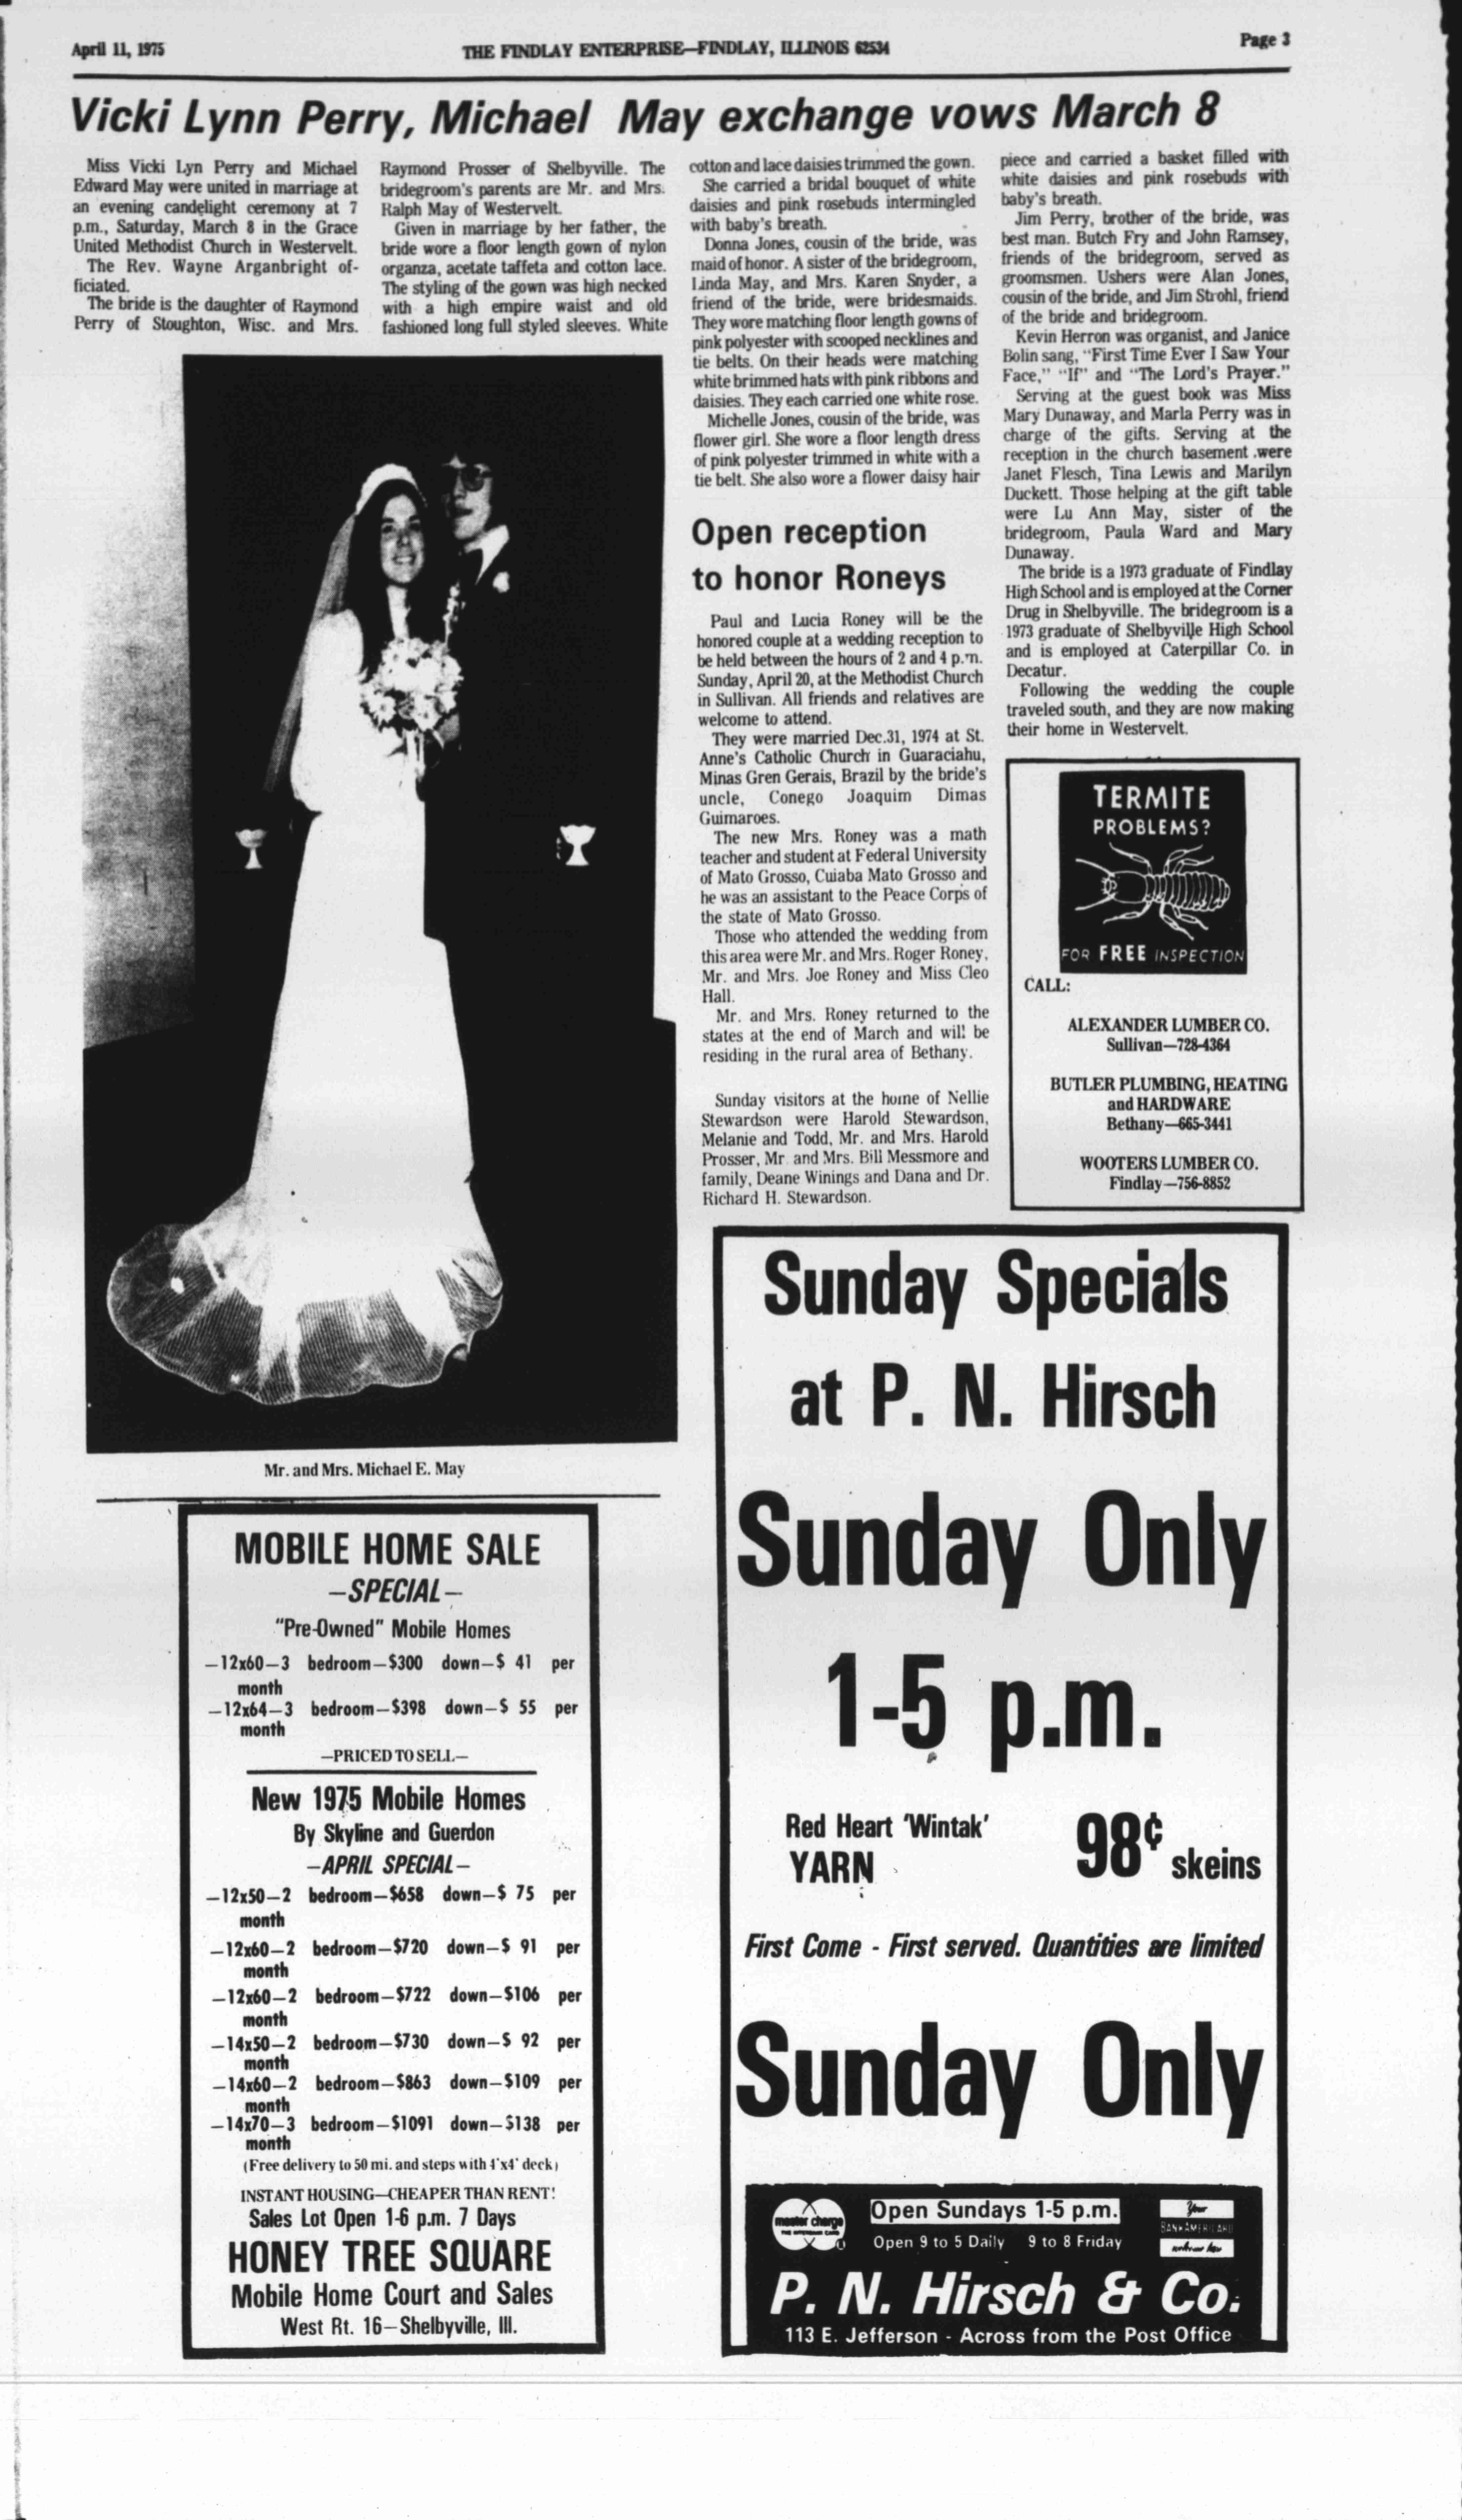 April 11, 1975
THE FINDLAY ENTERPRISE—FINDLAY, ILLINOIS 62534
Page 3
Vicki Lynn Perry, Michael May exchange vows March 8
Miss Vicki Lyn Perry and Michael
Edward May were united in marriage at
an evening candelight ceremony at 7
p.m., Saturday, March 8 in the Grace
United Methodist Church in Westervelt.
The Rev. Wayne Arganbright of-
ficiated.
The bride is the daughter of Raymond
Perry of Stoughton, Wisc. and Mrs.
Raymond Prosser of Shelbyville. The
bridegroom's parents are Mr. and Mrs.
Ralph May of Westervelt.
Given in marriage by her father, the
bride wore a floor length gown of nylon
organza, acetate taffeta and cotton lace.
The styling of the gown was high necked
with a high empire waist and old
fashioned long full styled sleeves. White
cotton and lace daisies trimmed the gown.
She carried a bridal bouquet of white
daisies and pink rosebuds intermingled
with baby's breath.
Donna Jones, cousin of the bride, was
maid of honor. A sister of the bridegroom,
Linda May, and Mrs. Karen Snyder, a
friend of the bride, were bridesmaids.
They wore matching floor length gowns of
pink polyester with scooped necklines and
tie belts. On their heads were matching
white brimmed hats with pink ribbons and
daisies. They each carried one white rose.
Michelle Jones, cousin of the bride, was
flower girl. She wore a floor length dress
of pink polyester trimmed in white with a
tie belt. She also wore a flower daisy hair
piece and carried a basket filled with
white daisies and pink rosebuds with
baby's breath.
Jim Perry, brother of the bride, was
best man. Butch Fry and John Ramsey,
friends of the bridegroom, served as
groomsmen. Ushers were Alan Jones,
cousin of the bride, and Jim Strohl, friend
of the bride and bridegroom.
Kevin Herron was organist, and Janice
Bolin sang, "First Time Ever I Saw Your
Face," "If" and "The Lord's Prayer."
Serving at the guest book was Miss
Mary Dunaway, and Marla Perry was in
charge of the gifts. Serving at the
reception in the church basement were
Janet Flesch, Tina Lewis and Marilyn
Duckett. Those helping at the gift table
were Lu Ann May, sister of the
bridegroom, Paula Ward and Mary
Dunaway.
The bride is a 1973 graduate of Findlay
High School and is employed at the Corner
Drug in Shelbyville. The bridegroom is a
1973 graduate of Shelbyville High School
and is employed at Caterpillar Co. in
Decatur.
Following the wedding the couple
traveled south, and they are now making
their home in Westervelt.
Mr. and Mrs. Michael E. May
Open reception
to honor Roneys
Paul and Lucia Roney will be the
honored couple at a wedding reception to
be held between the hours of 2 and 4 p.m.
Sunday, April 20, at the Methodist Church
in Sullivan. All friends and relatives are
welcome to attend.
They were married Dec.31, 1974 at St.
Anne's Catholic Church in Guaraciahu,
Minas Gren Gerais, Brazil by the bride's
uncle, Conego Joaquim Dimas
Guimaroes.
The new Mrs. Roney was a math
teacher and student at Federal University
of Mato Grosso, Cuiaba Mato Grosso and
he was an assistant to the Peace Corps of
the state of Mato Grosso.
Those who attended the wedding from
this area were Mr. and Mrs. Roger Roney,
Mr. and Mrs. Joe Roney and Miss Cleo
Hall.
Mr. and Mrs. Roney returned to the
states at the end of March and will be
residing in the rural area of Bethany.
Sunday visitors at the home of Nellie
Stewardson were Harold Stewardson,
Melanie and Todd, Mr. and Mrs. Harold
Prosser, Mr. and Mrs. Bill Messmore and
family, Deane Winings and Dana and Dr.
Richard H. Stewardson.
TERMITE
PROBLEMS?
FOR FREE INSPECTION
CALL:
ALEXANDER LUMBER CO.
Sullivan—728-4364
BUTLER PLUMBING, HEATING
and HARDWARE
Bethany—665-3441
WOOTERS LUMBER CO.
Findlay—756-8852
MOBILE HOME SALE
—SPECIAL—
"Pre-Owned" Mobile Homes
—12x60—3 bedroom—$300 down—$ 41 per
month
—12x64—3 bedroom—$398 down—$ 55 per
month
—PRICED TO SELL—
New 1975 Mobile Homes
By Skyline and Guerdon
—APRIL SPECIAL—
—12x50—2 bedroom—$658 down—$ 75 per
month
—12x60—2 bedroom—$720 down—$ 91 per
month
—12x60—2 bedroom—$722 down—$106 per
month
—14x50—2 bedroom—$730 down—$ 92 per
month
—14x60—2 bedroom—$863 down—$109 per
month
—14x70—3 bedroom—$1091 down—$138 per
month
(Free delivery to 50 mi. and steps with 4'x4' deck)
INSTANT HOUSING—CHEAPER THAN RENT!
Sales Lot Open 1-6 p.m. 7 Days
HONEY TREE SQUARE
Mobile Home Court and Sales
West Rt. 16—Shelbyville, Ill.
Sunday Specials
at P. N. Hirsch
Sunday Only
1-5 p.m.
Red Heart 'Wintak'
YARN
98¢ skeins
First Come - First served. Quantities are limited
Sunday Only
master charge
THE INTERBANK CARD
Open Sundays 1-5 p.m.
Open 9 to 5 Daily 9 to 8 Friday
Your
BANKAMERICARD
welcome here
P. N. Hirsch & Co.
113 E. Jefferson - Across from the Post Office